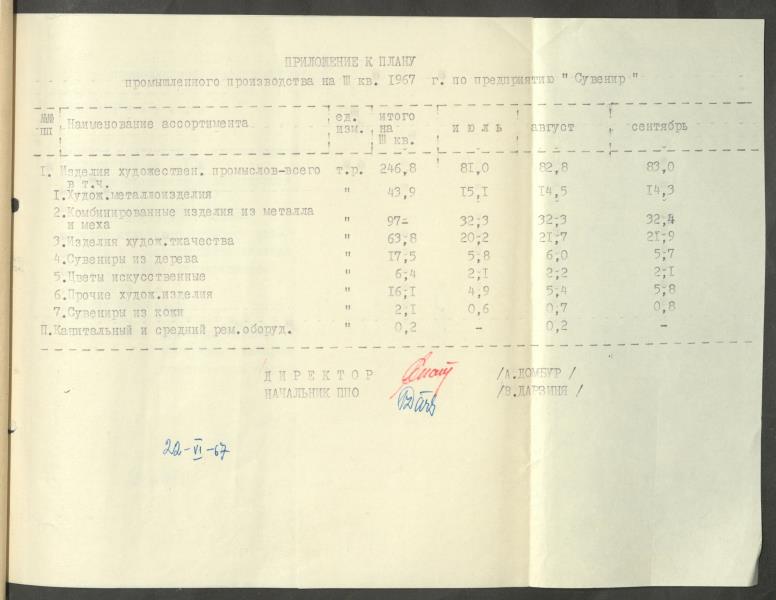 ПРИЛОЖЕНИЕ К ПЛАНУ
промышленного производства на Ш кв. 1967 г. по предприятию " Сувенир "
№№ пп Наименование ассортимента ед. изм. итого на Ш кв. и ю л ь август сентябрь
I. Изделия художествен. промыслов-всего т.р. 246,8 81,0 82,8 83,0
в т.ч.
I.Худож.металлоизделия " 43,9 15,1 14,5 14,3
2.Комбинированные изделия из металла
и меха " 97- 32,3 32,3 32,4
3.Изделия худож.ткачества " 63,8 20,2 21,7 21,9
4.Сувениры из дерева " 17,5 5,8 6,0 5,7
5.Цветы искусственные " 6,4 2,1 2,2 2,1
6.Прочие худож.изделия " 16,1 4,9 5,4 5,8
7.Сувениры из кожи " 2,1 0,6 0,7 0,8
П.Капитальный и средний рем.оборуд. " 0,2 - 0,2 -
Д И Р Е К Т О Р /А.ДОМБУР /
НАЧАЛЬНИК ППО /В.ДАРЗИНЯ /
22-VI-67